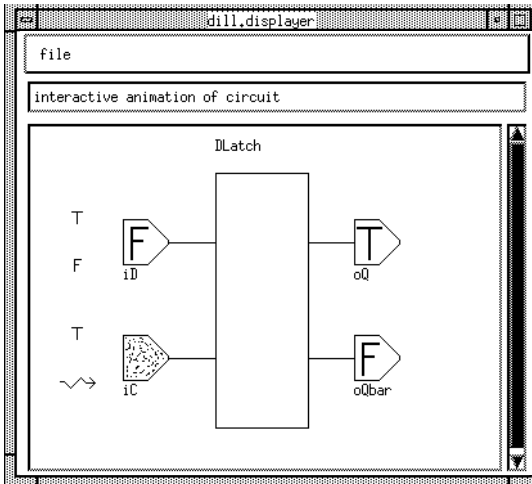 dill.displayer
file
interactive animation of circuit
DLatch
T
F
T
F
iD
T
oQ
iC
F
oQbar